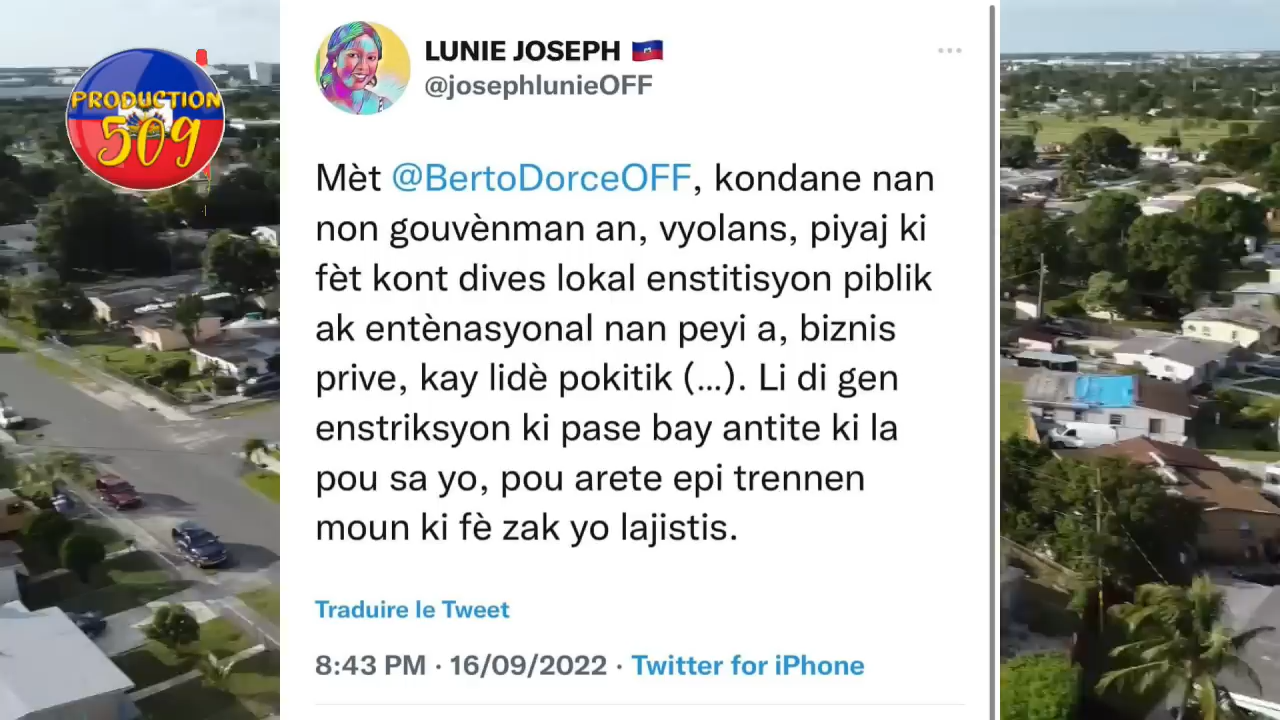 PRODUCTION
509
LUNIE JOSEPH 🇭🇹
@josephlunieOFF
Mèt @BertoDorceOFF, kondane nan
non gouvènman an, vyolans, piyaj ki
fèt kont dives lokal enstitisyon piblik
ak entènasyonal nan peyi a, biznis
prive, kay lidè pokitik (...). Li di gen
enstriksyon ki pase bay antite ki la
pou sa yo, pou arete epi trennen
moun ki fè zak yo lajistis.
Traduire le Tweet
8:43 PM · 16/09/2022 · Twitter for iPhone